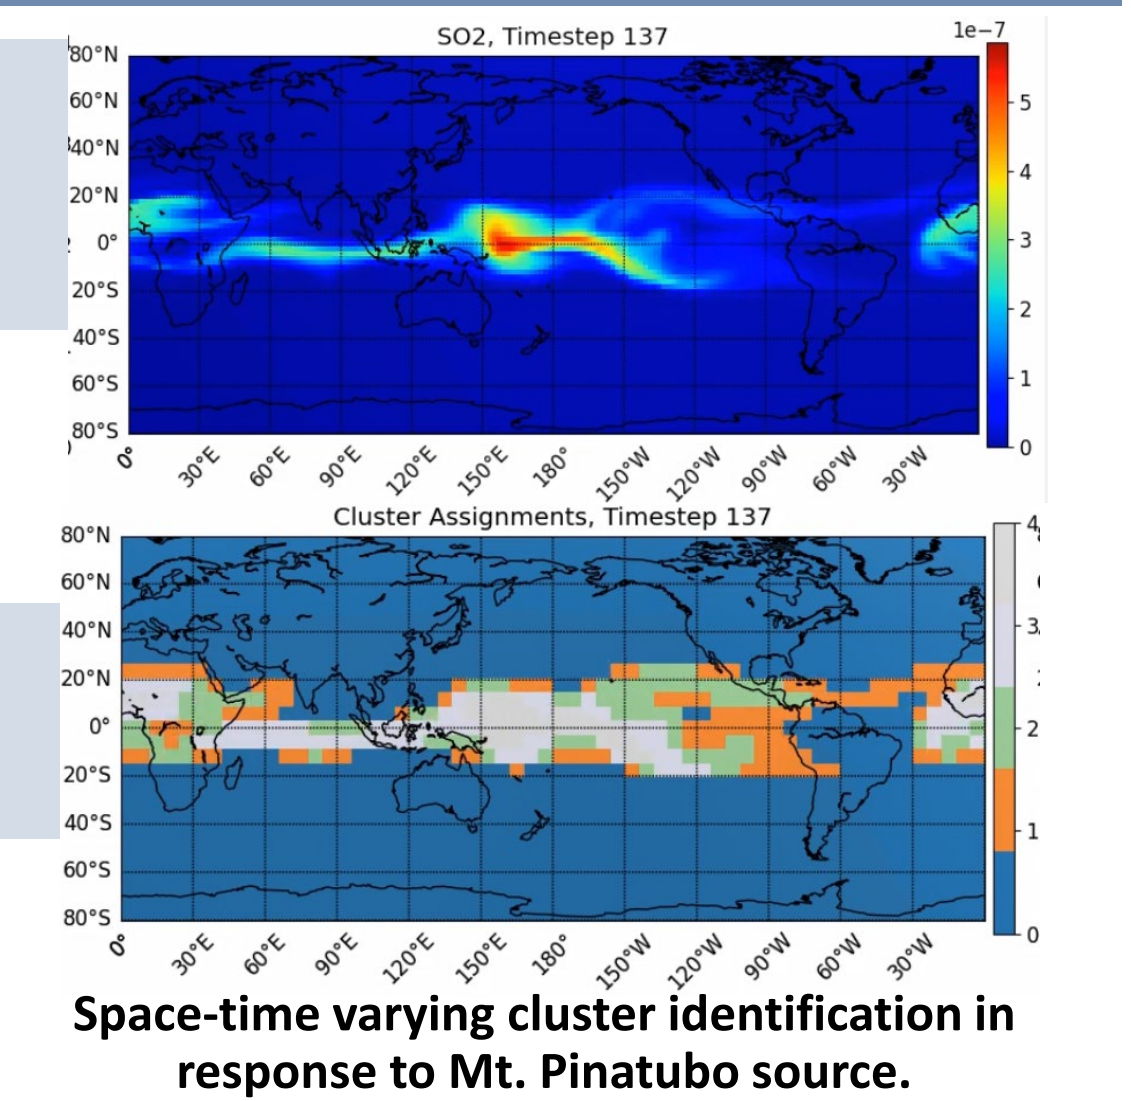 SO2, Timestep 137
1e−7
80°N
60°N
40°N
20°N
0°
20°S
40°S
60°S
80°S
5
4
3
2
1
0
0°
30°E
60°E
90°E
120°E
150°E
180°
150°W
120°W
90°W
60°W
30°W
Cluster Assignments, Timestep 137
80°N
60°N
40°N
20°N
0°
20°S
40°S
60°S
80°S
4
3
2
1
0
0°
30°E
60°E
90°E
120°E
150°E
180°
150°W
120°W
90°W
60°W
30°W
Space-time varying cluster identification in
response to Mt. Pinatubo source.